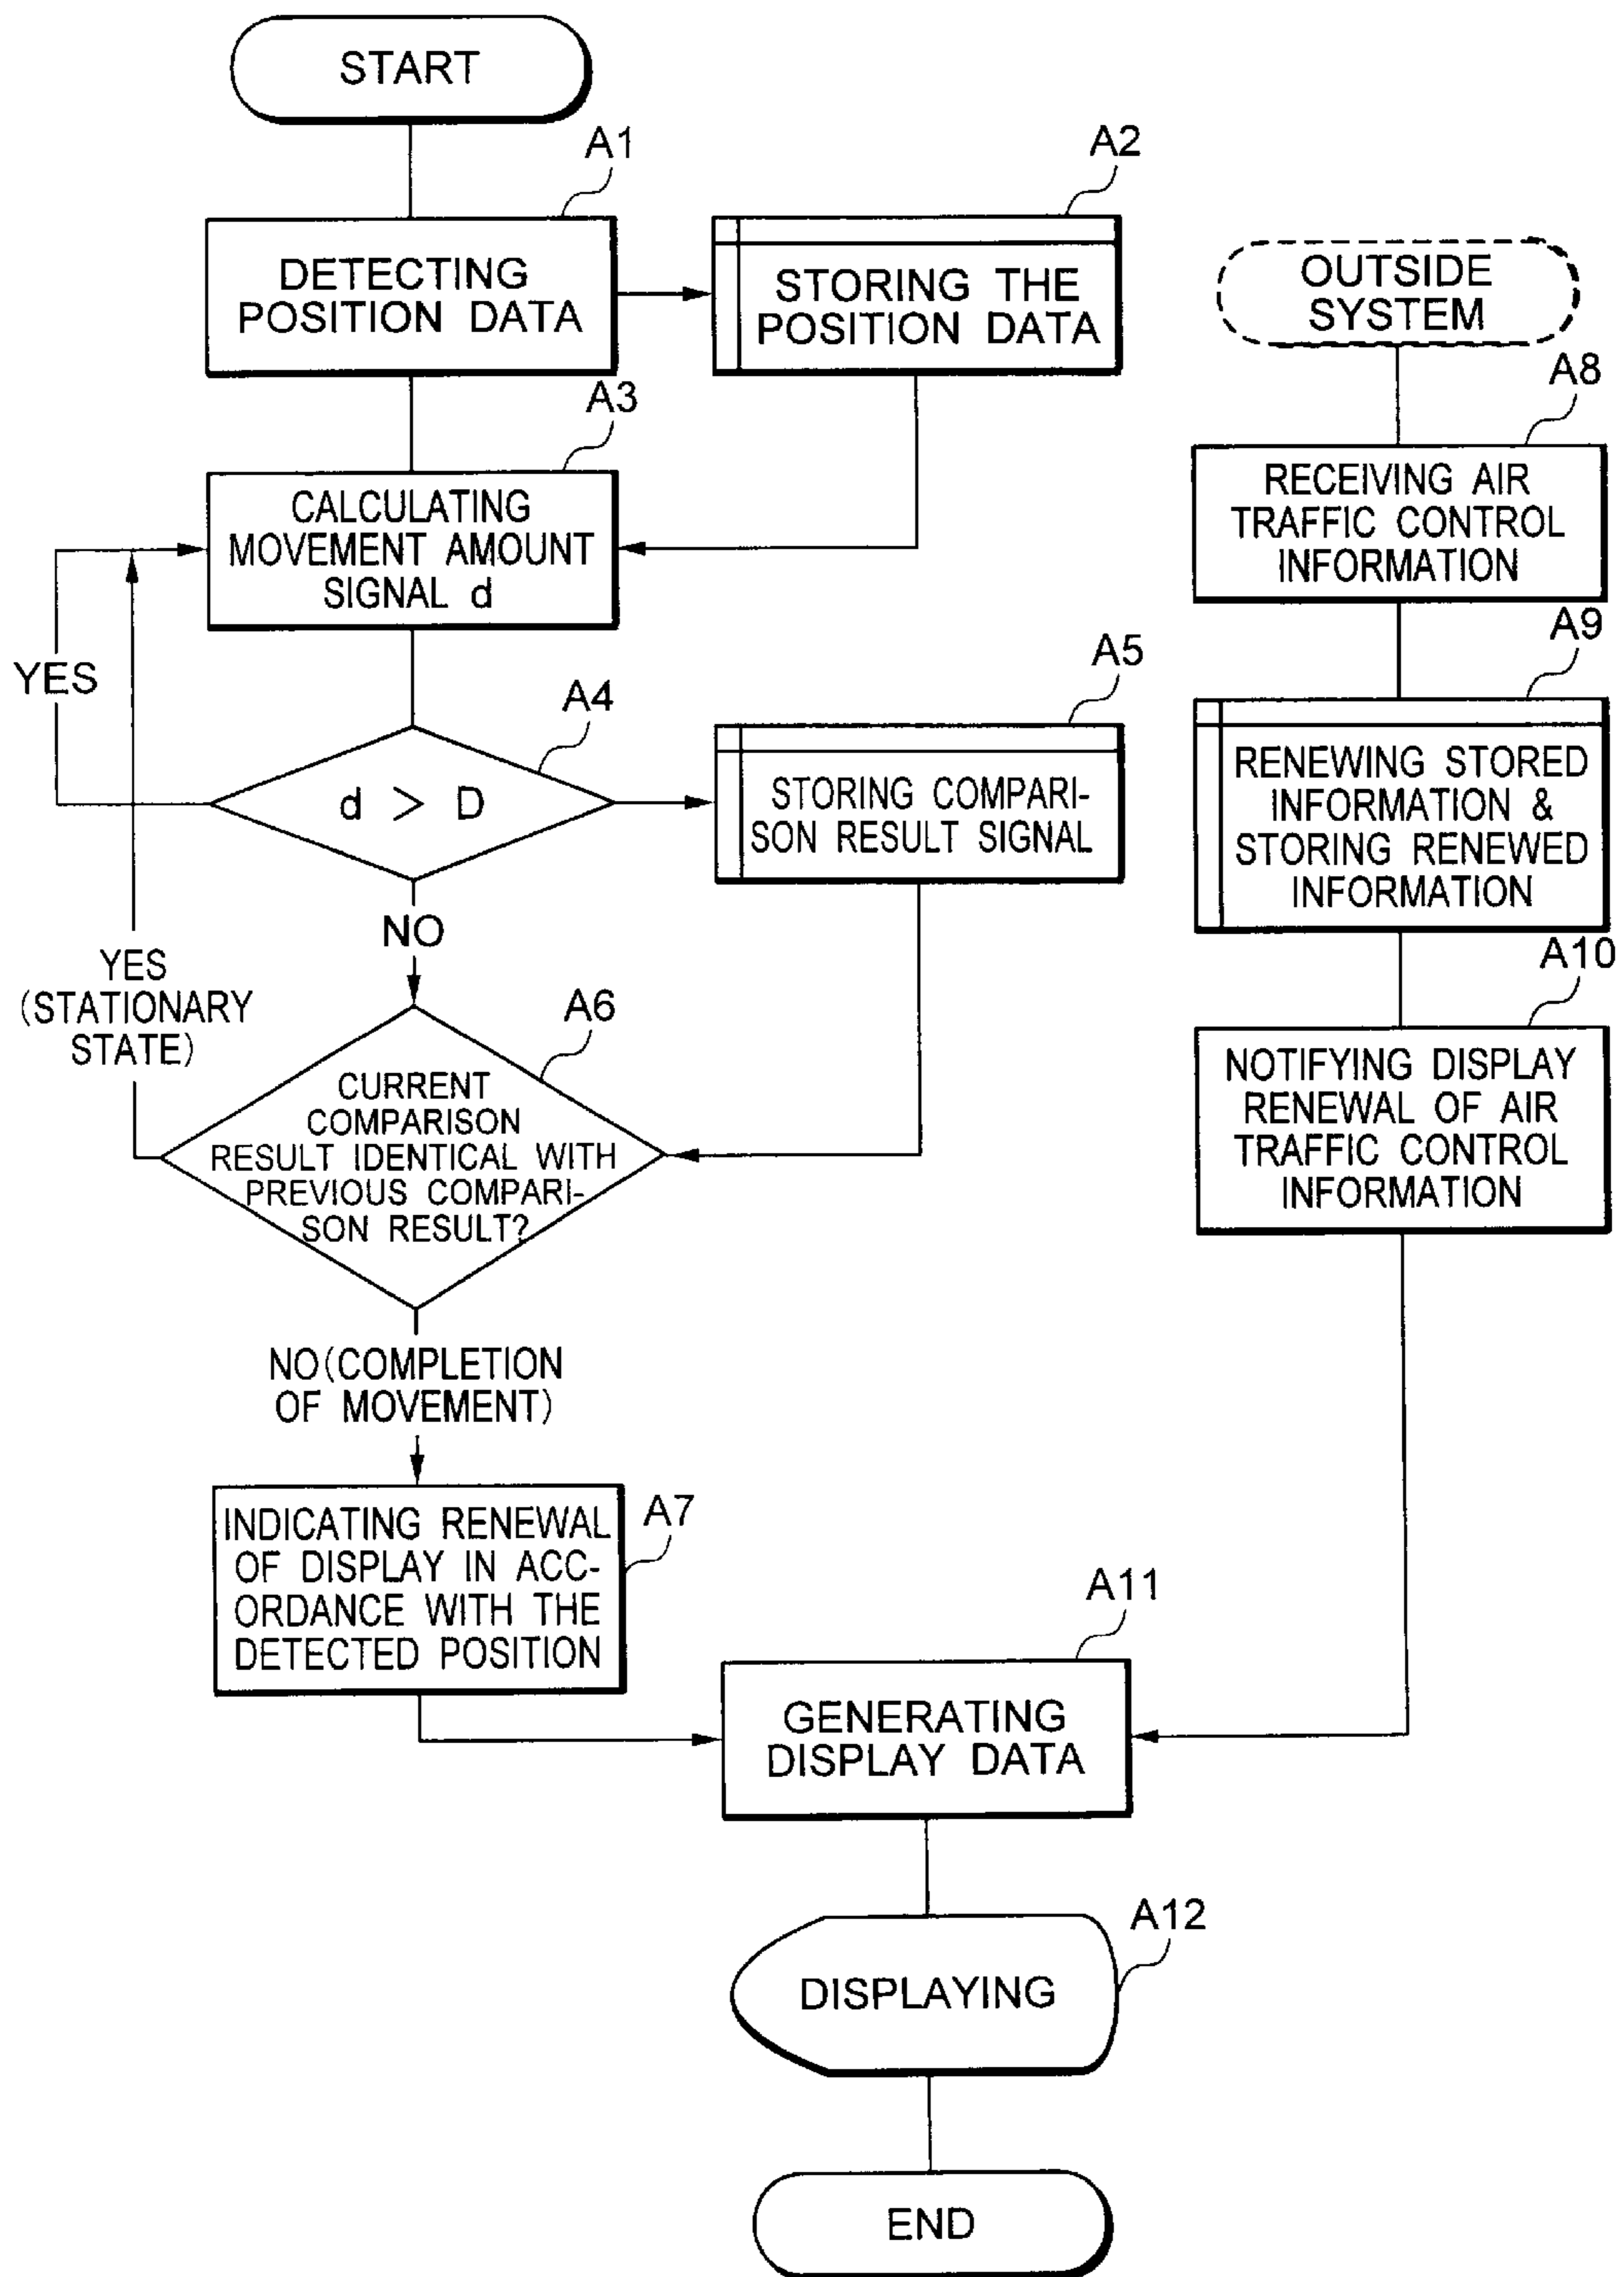 START
A1
DETECTING
POSITION DATA
A2
STORING THE
POSITION DATA
A3
CALCULATING
MOVEMENT AMOUNT
SIGNAL d
YES
A4
d > D
A5
STORING COMPARI-
SON RESULT SIGNAL
NO
YES
(STATIONARY
STATE)
A6
CURRENT
COMPARISON
RESULT IDENTICAL WITH
PREVIOUS COMPARI-
SON RESULT?
NO(COMPLETION
OF MOVEMENT)
A7
INDICATING RENEWAL
OF DISPLAY IN ACC-
ORDANCE WITH THE
DETECTED POSITION
OUTSIDE
SYSTEM
A8
RECEIVING AIR
TRAFFIC CONTROL
INFORMATION
A9
RENEWING STORED
INFORMATION &
STORING RENEWED
INFORMATION
A10
NOTIFYING DISPLAY
RENEWAL OF AIR
TRAFFIC CONTROL
INFORMATION
A11
GENERATING
DISPLAY DATA
A12
DISPLAYING
END